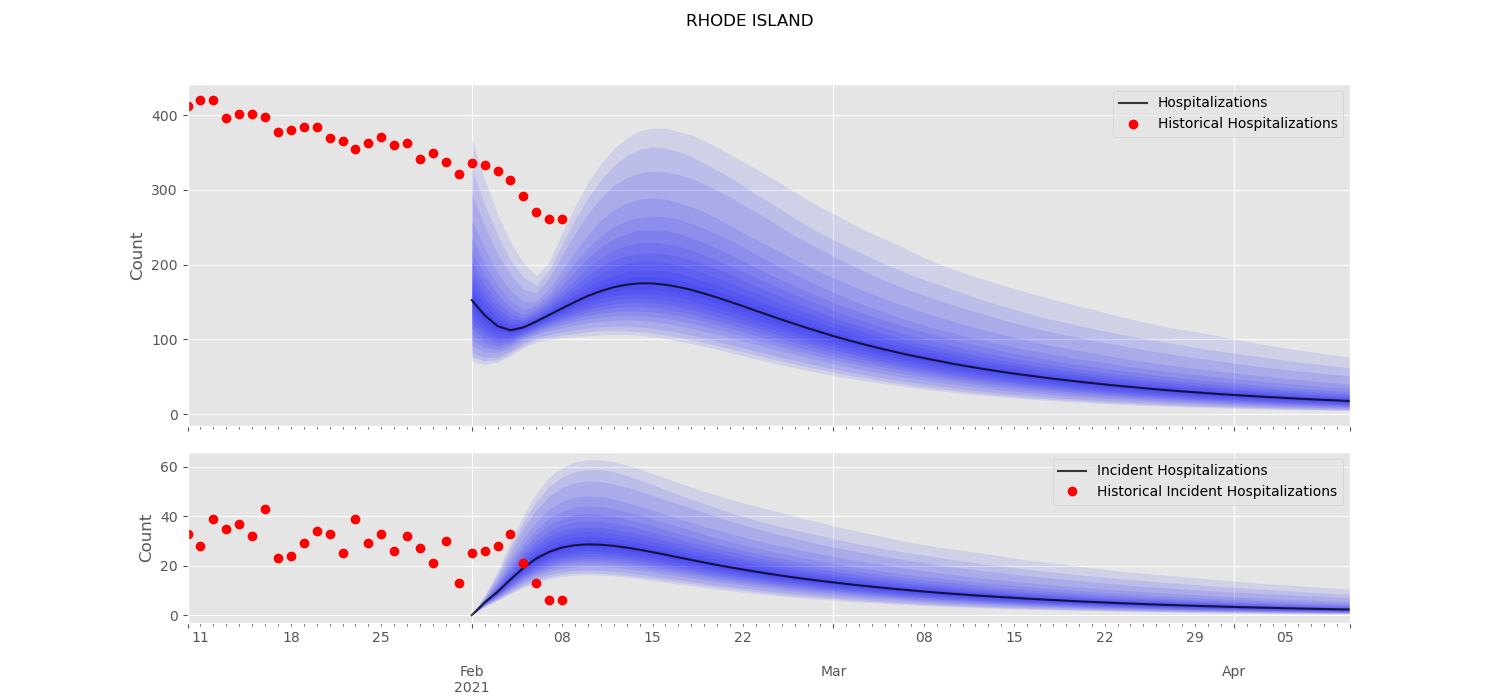 RHODE ISLAND
Hospitalizations
Historical Hospitalizations
Count
400
300
200
100
0
Incident Hospitalizations
Historical Incident Hospitalizations
Count
60
40
20
0
11 18 25 08 15 22 08 15 22 29 05
Feb Mar Apr
2021